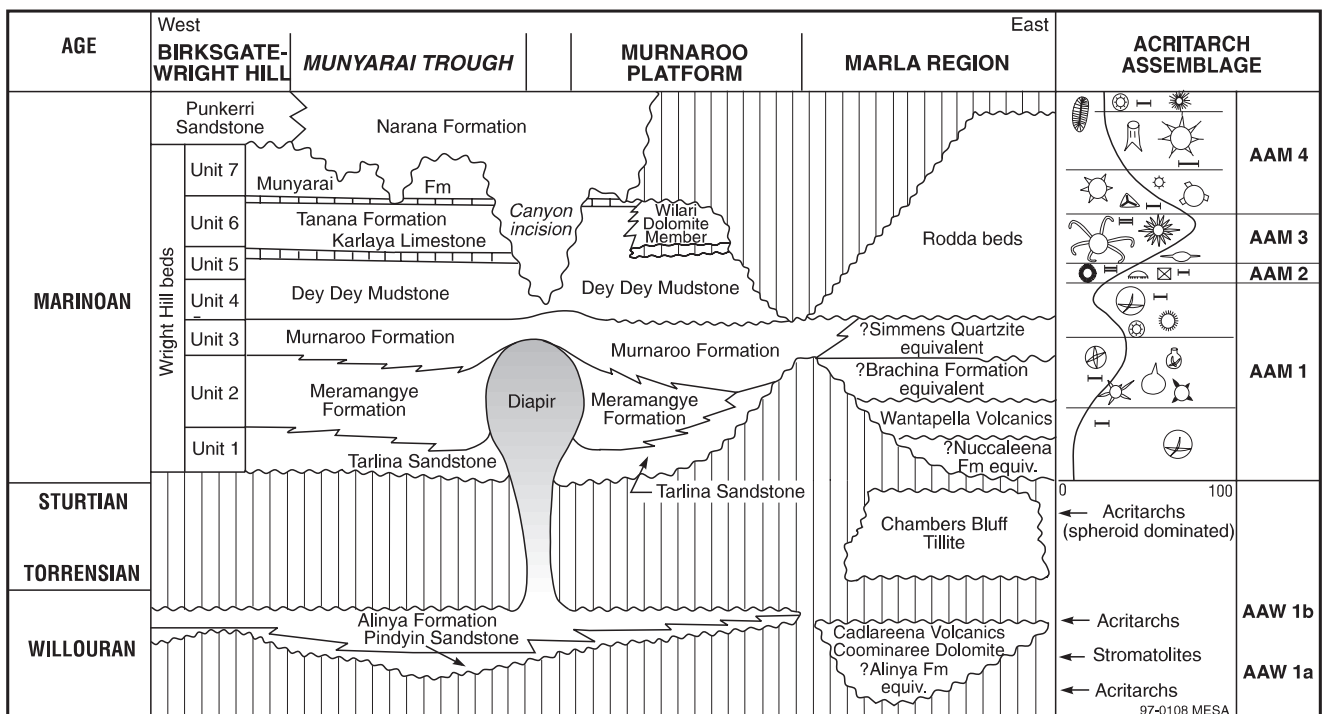 AGE
West
East
BIRKSGATE-
WRIGHT HILL
MUNYARAI TROUGH
MURNAROO
PLATFORM
MARLA REGION
ACRITARCH
ASSEMBLAGE
MARINOAN
STURTIAN
TORRENSIAN
WILLOURAN
Punkerri
Sandstone
Wright Hill beds
Unit 7
Unit 6
Unit 5
Unit 4
Unit 3
Unit 2
Unit 1
Narana Formation
Munyarai
Fm
Tanana Formation
Karlaya Limestone
Canyon
incision
Wilari
Dolomite
Member
Dey Dey Mudstone
Dey Dey Mudstone
Murnaroo Formation
Murnaroo Formation
Meramangye
Formation
Diapir
Meramangye
Formation
Tarlina Sandstone
Tarlina Sandstone
Alinya Formation
Pindyin Sandstone
Rodda beds
?Simmens Quartzite
equivalent
?Brachina Formation
equivalent
Wantapella Volcanics
?Nuccaleena
Fm equiv.
Chambers Bluff
Tillite
Cadlareena Volcanics
Coominaree Dolomite
?Alinya Fm
equiv.
AAM 4
AAM 3
AAM 2
AAM 1
0 100
Acritarchs
(spheroid dominated)
Acritarchs
Stromatolites
Acritarchs
AAW 1b
AAW 1a
97-0108 MESA